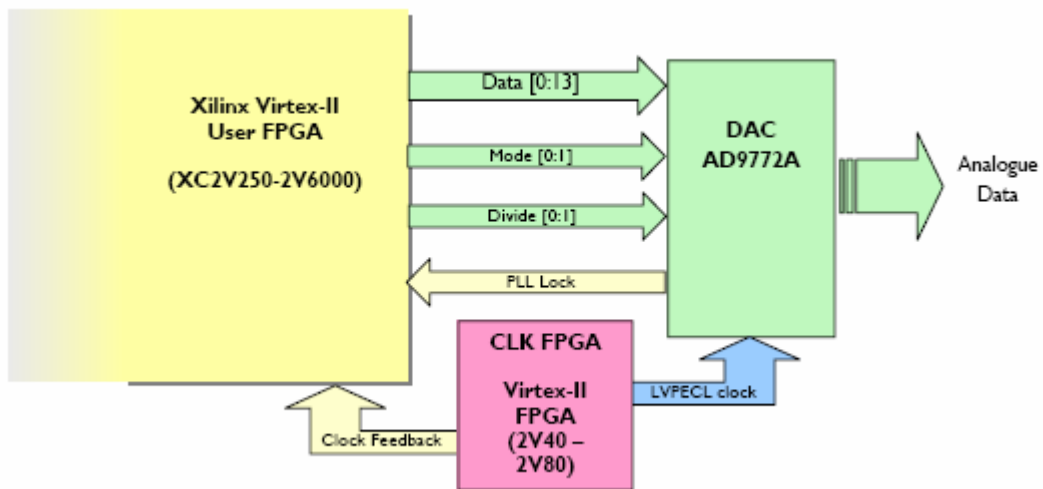 Xilinx Virtex-II
User FPGA
(XC2V250-2V6000)
Data [0:13]
Mode [0:1]
Divide [0:1]
PLL Lock
DAC
AD9772A
Analogue
Data
CLK FPGA
Virtex-II
FPGA
(2V40 –
2V80)
LVPECL clock
Clock Feedback